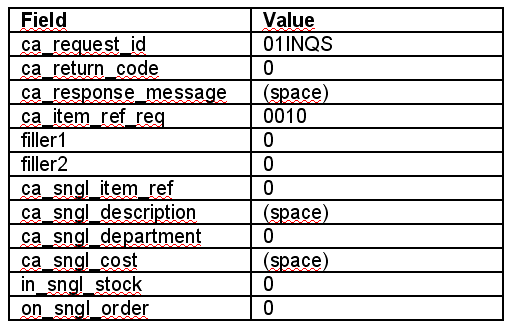 Field Value
ca_request_id 01INQS
ca_return_code 0
ca_response_message (space)
ca_item_ref_req 0010
filler1 0
filler2 0
ca_sngl_item_ref 0
ca_sngl_description (space)
ca_sngl_department 0
ca_sngl_cost (space)
in_sngl_stock 0
on_sngl_order 0